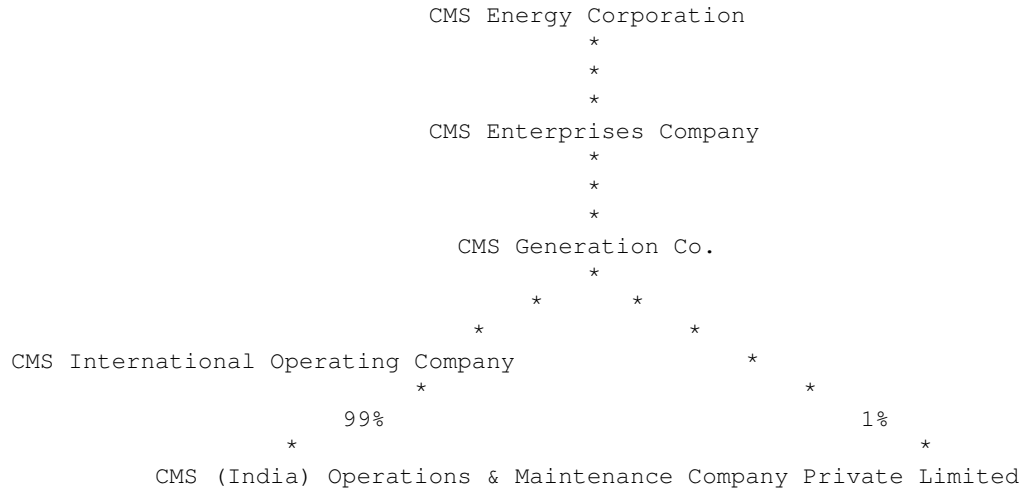 CMS Energy Corporation
*
*
*
CMS Enterprises Company
*
*
*
CMS Generation Co.
*
* *
* *
CMS International Operating Company *
* *
99% 1%
* *
CMS (India) Operations & Maintenance Company Private Limited